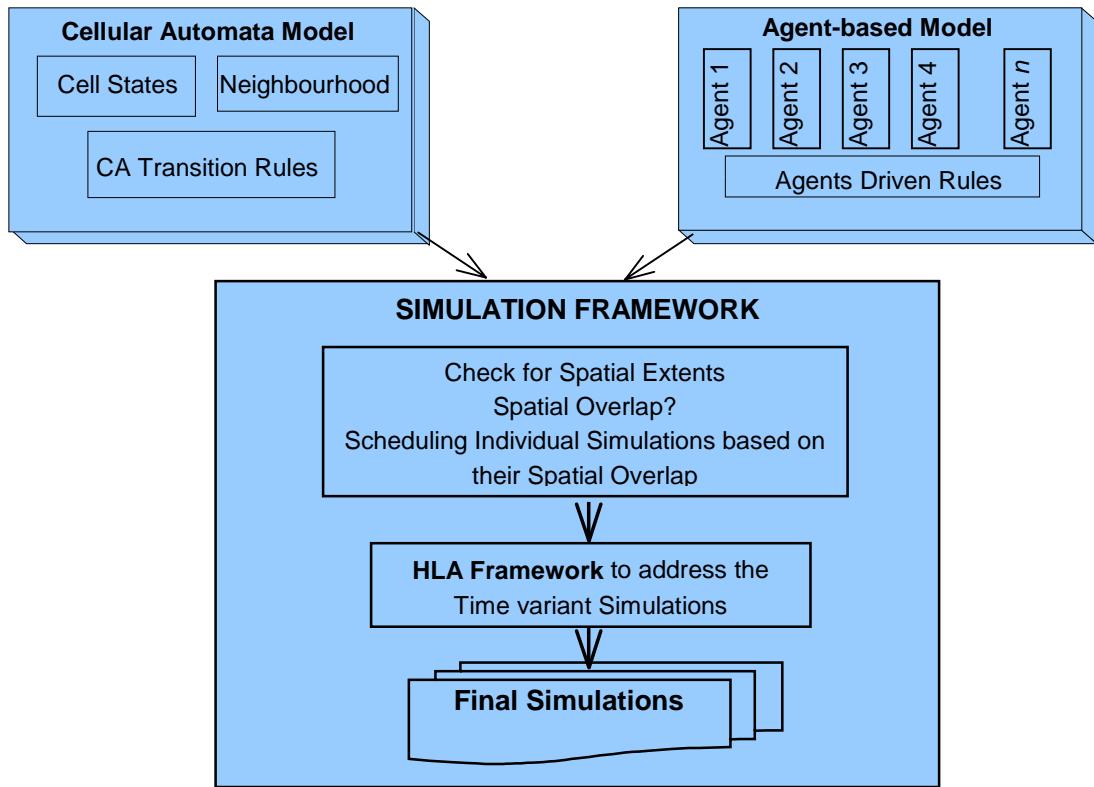 Cellular Automata Model
Cell States
Neighbourhood
CA Transition Rules
Agent-based Model
Agent 1
Agent 2
Agent 3
Agent 4
Agent n
Agents Driven Rules
SIMULATION FRAMEWORK
Check for Spatial Extents
Spatial Overlap?
Scheduling Individual Simulations based on
their Spatial Overlap
HLA Framework to address the
Time variant Simulations
Final Simulations